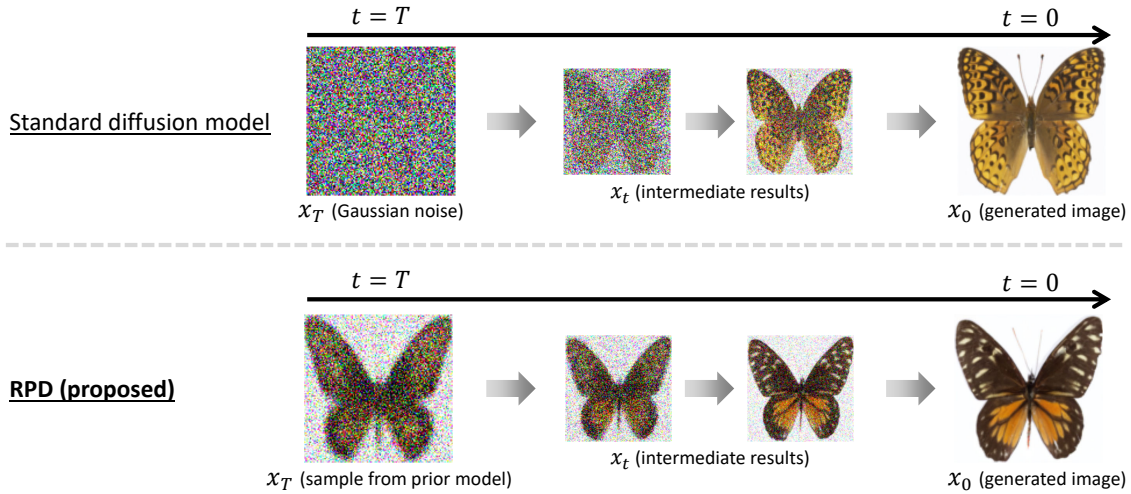 t = T
t = 0
Standard diffusion model
x_T (Gaussian noise)
x_t (intermediate results)
x_0 (generated image)
t = T
t = 0
RPD (proposed)
x_T (sample from prior model)
x_t (intermediate results)
x_0 (generated image)